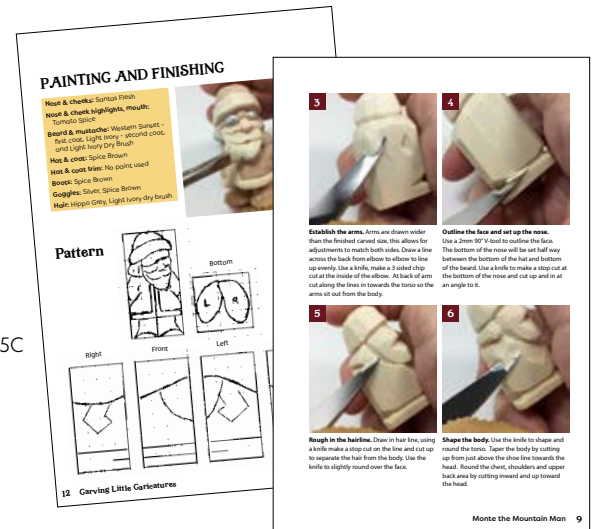 PAINTING AND FINISHING
Nose & cheeks: Santas Flesh
Nose & cheek highlights, mouth:
Tomato Spice
Beard & mustache: Western Sunset -
first coat, Light Ivory - second coat,
and Light Ivory Dry Brush
Hat & coat: Spice Brown
Hat & coat trim: No paint used
Boots: Spice Brown
Goggles: Silver, Spice Brown
Hair: Hippo Grey, Light Ivory dry brush
Pattern
Bottom
L R
Right
Front
Left
12 Carving Little Caricatures
5C
3
Establish the arms. Arms are drawn wider
than the finished carved size, this allows for
adjustments to match both sides. Draw a line
across the back from elbow to elbow to line
up evenly. Use a knife, make a 3 sided chip
cut at the inside of the elbow. At back of arm
cut along the lines in towards the torso so the
arms sit out from the body.
4
Outline the face and set up the nose.
Use a 2mm 90° V-tool to outline the face.
The bottom of the nose will be set half way
between the bottom of the hat and bottom
of the beard. Use a knife to make a stop cut at
the bottom of the nose and cut up and in at
an angle to it.
5
Rough in the hairline. Draw in hair line, using
a knife make a stop cut on the line and cut up
to separate the hair from the body. Use the
knife to slightly round over the face.
6
Shape the body. Use the knife to shape and
round the torso. Taper the body by cutting
up from just above the shoe line towards the
head. Round the chest, shoulders and upper
back area by cutting inward and up toward
the head.
Monte the Mountain Man 9